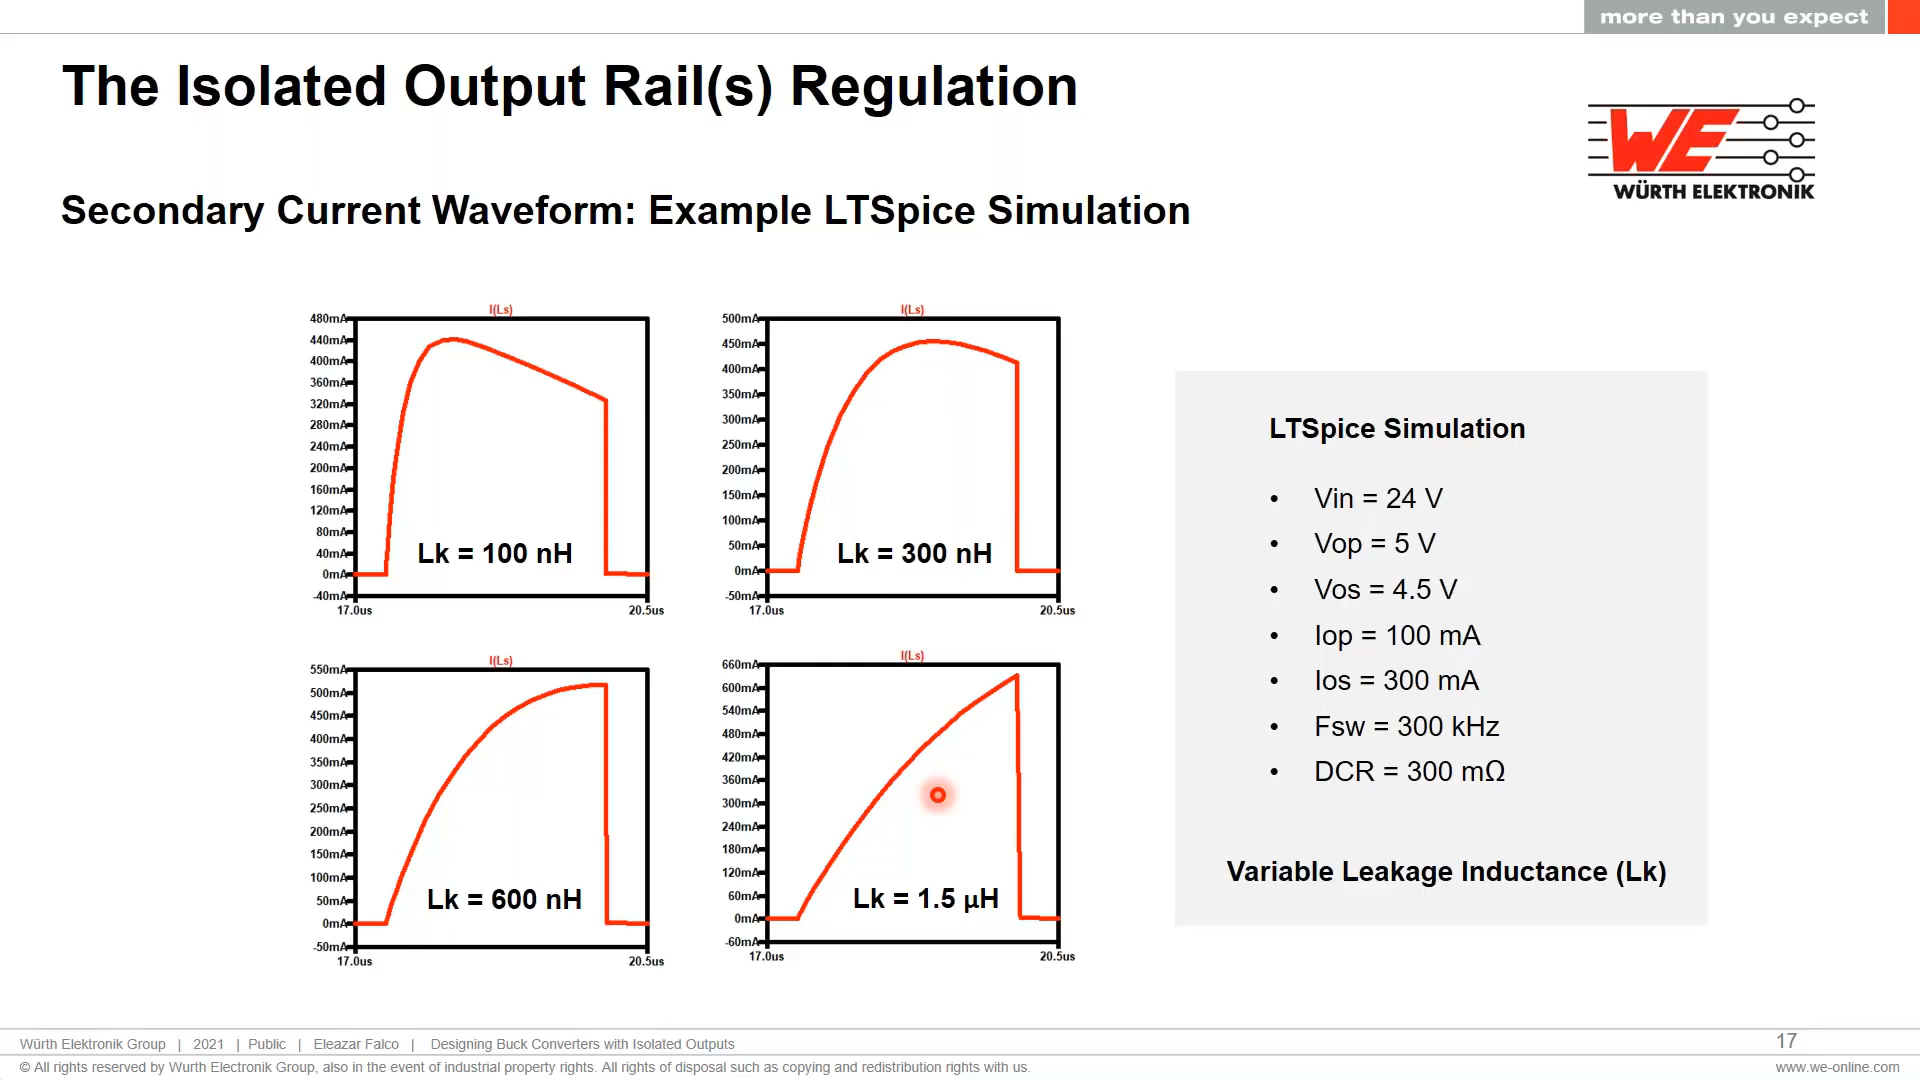 more than you expect
The Isolated Output Rail(s) Regulation
WE
WÜRTH ELEKTRONIK
Secondary Current Waveform: Example LTSpice Simulation
I(Ls)
480mA
440mA
400mA
360mA
320mA
280mA
240mA
200mA
160mA
120mA
80mA
40mA
0mA
-40mA
17.0us
20.5us
Lk = 100 nH
I(Ls)
500mA
450mA
400mA
350mA
300mA
250mA
200mA
150mA
100mA
50mA
0mA
-50mA
17.0us
20.5us
Lk = 300 nH
I(Ls)
550mA
500mA
450mA
400mA
350mA
300mA
250mA
200mA
150mA
100mA
50mA
0mA
-50mA
17.0us
20.5us
Lk = 600 nH
I(Ls)
660mA
600mA
540mA
480mA
420mA
360mA
300mA
240mA
180mA
120mA
60mA
0mA
-60mA
17.0us
20.5us
Lk = 1.5 µH
LTSpice Simulation
• Vin = 24 V
• Vop = 5 V
• Vos = 4.5 V
• Iop = 100 mA
• Ios = 300 mA
• Fsw = 300 kHz
• DCR = 300 mΩ
Variable Leakage Inductance (Lk)
Würth Elektronik Group | 2021 | Public | Eleazar Falco | Designing Buck Converters with Isolated Outputs
17
© All rights reserved by Wurth Electronik Group, also in the event of industrial property rights. All rights of disposal such as copying and redistribution rights with us.
www.we-online.com